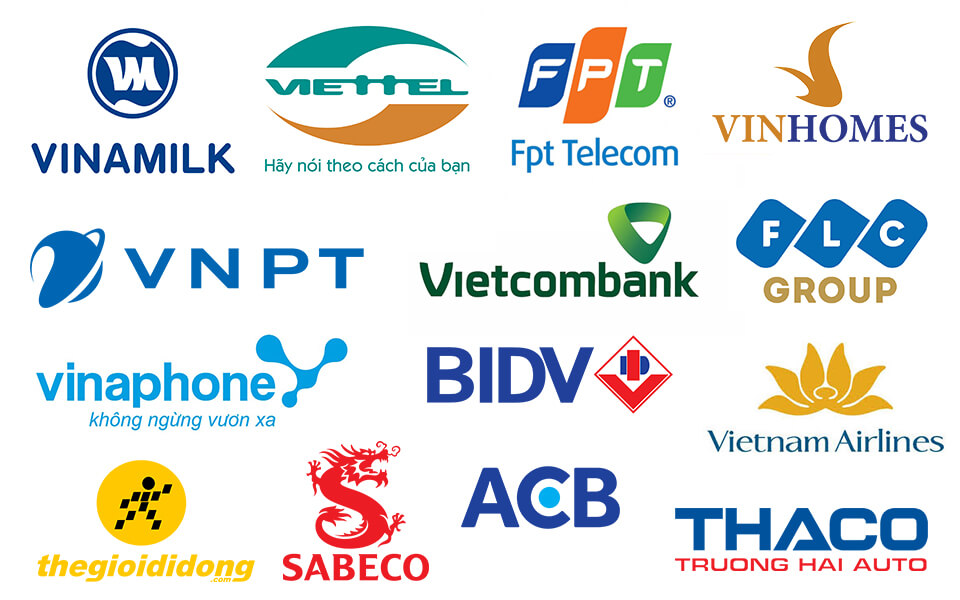 VM
VINAMILK
VIETTEL
Hãy nói theo cách của bạn
FPT®
Fpt Telecom
VINHOMES
VNPT
Vietcombank
FLC
GROUP
vinaphone
không ngừng vươn xa
BIDV
Vietnam Airlines
thegioididong
.com
SABECO
ACB
THACO
TRUONG HAI AUTO